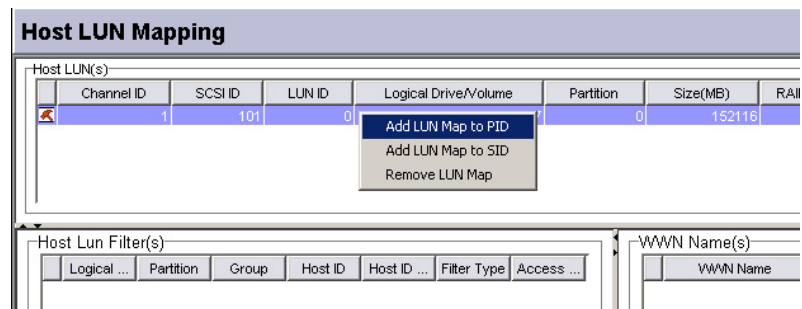 Host LUN Mapping
Host LUN(s)
Channel ID SCSI ID LUN ID Logical Drive/Volume Partition Size(MB) RAI
1 101 0 7 0 152116
Add LUN Map to PID
Add LUN Map to SID
Remove LUN Map
Host Lun Filter(s) WWN Name(s)
Logical ... Partition Group Host ID Host ID ... Filter Type Access ... WWN Name